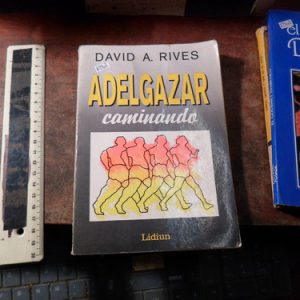 DAVID A. RIVES
ADELGAZAR
caminando
Lidiun